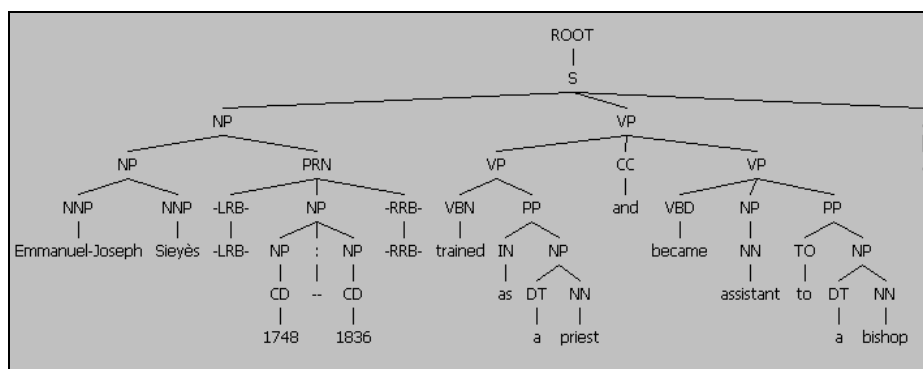 ROOT
S
NP VP
NP PRN VP CC VP
NNP NNP -LRB- NP -RRB- VBN PP and VBD NP PP
Emmanuel-Joseph Sieyès -LRB- NP : NP -RRB- trained IN NP became NN TO NP
CD -- CD as DT NN assistant to DT NN
1748 1836 a priest a bishop